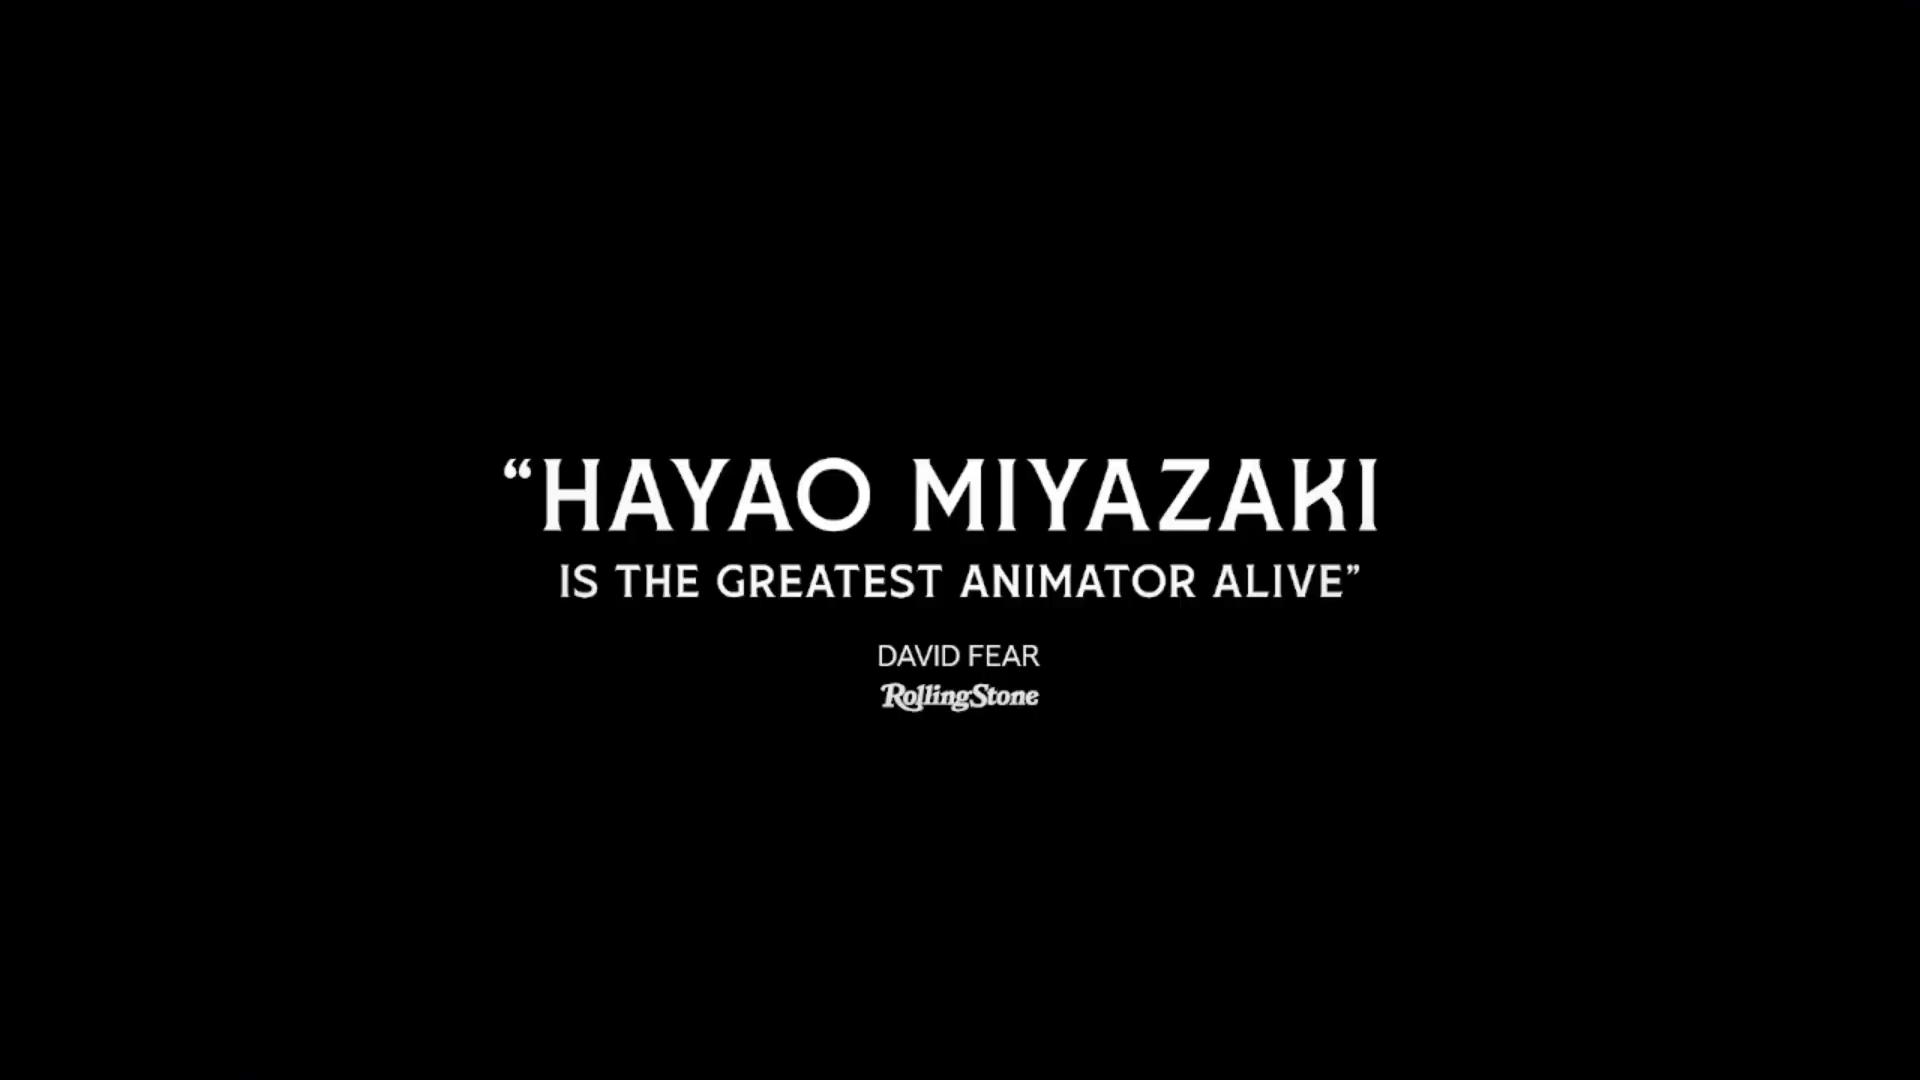 “HAYAO MIYAZAKI
IS THE GREATEST ANIMATOR ALIVE”
DAVID FEAR
RollingStone